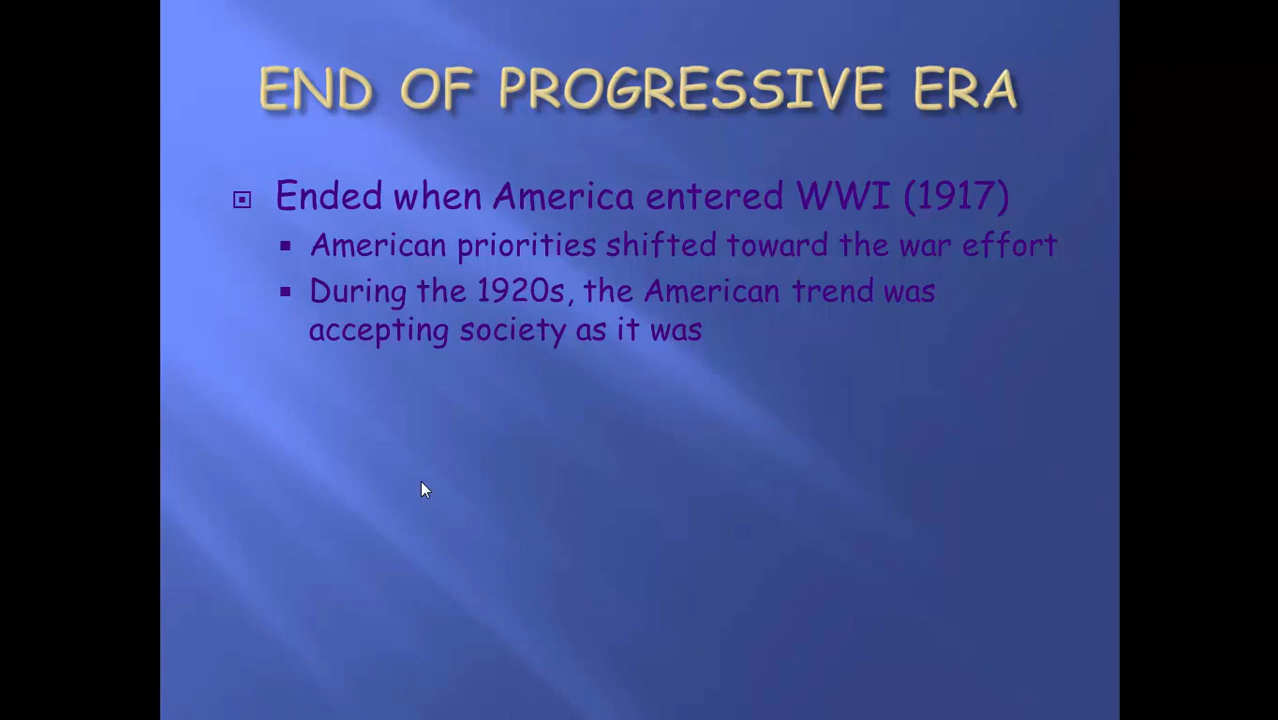 END OF PROGRESSIVE ERA
Ended when America entered WWI (1917)
American priorities shifted toward the war effort
During the 1920s, the American trend was
accepting society as it was